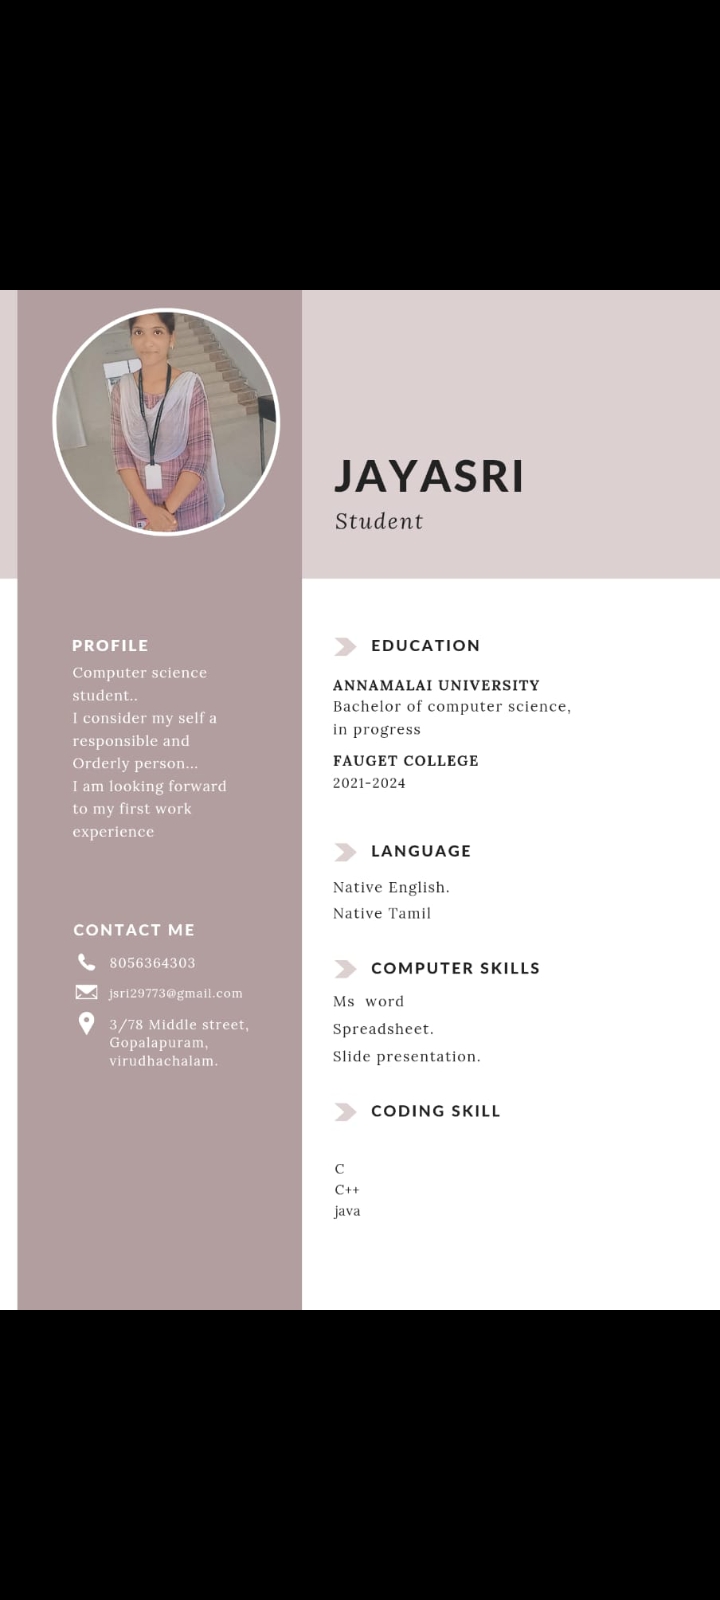 JAYASRI
Student
PROFILE
Computer science
student..
I consider my self a
responsible and
Orderly person...
I am looking forward
to my first work
experience
CONTACT ME
8056364303
jsri29773@gmail.com
3/78 Middle street,
Gopalapuram,
virudhachalam.
EDUCATION
ANNAMALAI UNIVERSITY
Bachelor of computer science,
in progress
FAUGET COLLEGE
2021-2024
LANGUAGE
Native English.
Native Tamil
COMPUTER SKILLS
Ms word
Spreadsheet.
Slide presentation.
CODING SKILL
C
C++
java